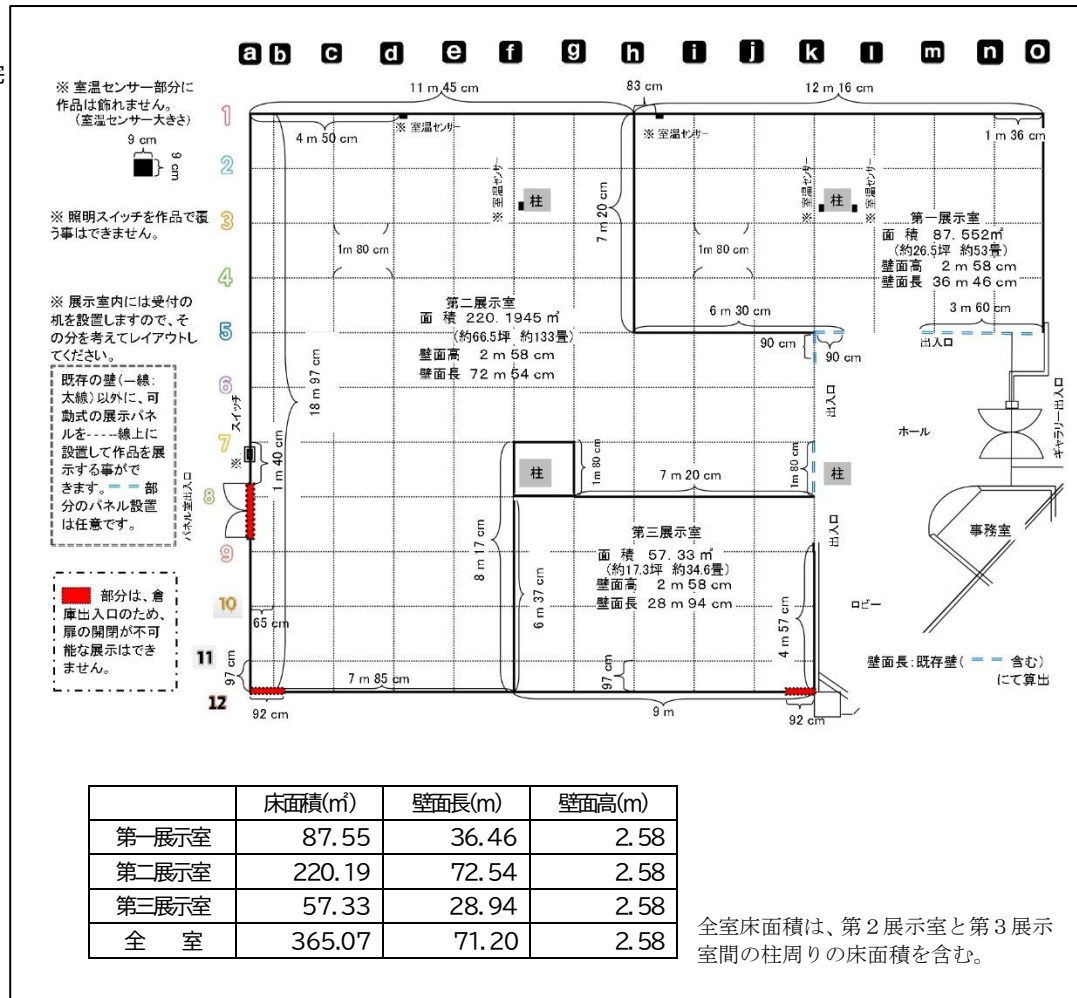 a b c d e f g h i j k l m n o
1
2
3
4
5
6
7
8
9
10
11
12
※ 室温センサー部分に
作品は飾れません。
(室温センサー大きさ)
9 cm
9 cm
※ 照明スイッチを作品で覆
う事はできません。
※ 展示室内には受付の
机を設置しますので、そ
の分を考えてレイアウトし
てください。
既存の壁(―線:
太線)以外に、可
動式の展示パネ
ルを-----線上に
設置して作品を展
示する事がで
きます。― ― 部
分のパネル設置
は任意です。
部分は、倉
庫出入口のため、
扉の開閉が不可
能な展示はでき
ません。
11 m 45 cm
83 cm
12 m 16 cm
4 m 50 cm
※ 室温センサー
※ 室温センサー
1 m 36 cm
※ 室温センサー
柱
7 m 20 cm
※ 室温センサー
柱
※ 室温センサー
1m 80 cm
1m 80 cm
第一展示室
面 積 87.552㎡
(約26.5坪 約53畳)
壁面高 2 m 58 cm
壁面長 36 m 46 cm
第二展示室
面 積 220.1945 ㎡
(約66.5坪 約133畳)
壁面高 2 m 58 cm
壁面長 72 m 54 cm
6 m 30 cm
3 m 60 cm
90 cm
90 cm
出入口
18 m 97 cm
出入口
ホール
ギャラリー出入口
スイッチ
※
1 m 40 cm
パネル室出入口
柱
1m 80 cm
7 m 20 cm
1m 80 cm
柱
出入口
事務室
8 m 17 cm
6 m 37 cm
第三展示室
面 積 57.33 ㎡
(約17.3坪 約34.6畳)
壁面高 2 m 58 cm
壁面長 28 m 94 cm
65 cm
4 m 57 cm
ロビー
97 cm
7 m 85 cm
97 cm
壁面長:既存壁(― ― 含む)
にて算出
92 cm
9 m
92 cm
床面積(㎡) 壁面長(m) 壁面高(m)
第一展示室 87.55 36.46 2.58
第二展示室 220.19 72.54 2.58
第三展示室 57.33 28.94 2.58
全 室 365.07 71.20 2.58
全室床面積は、第2展示室と第3展示
室間の柱周りの床面積を含む。